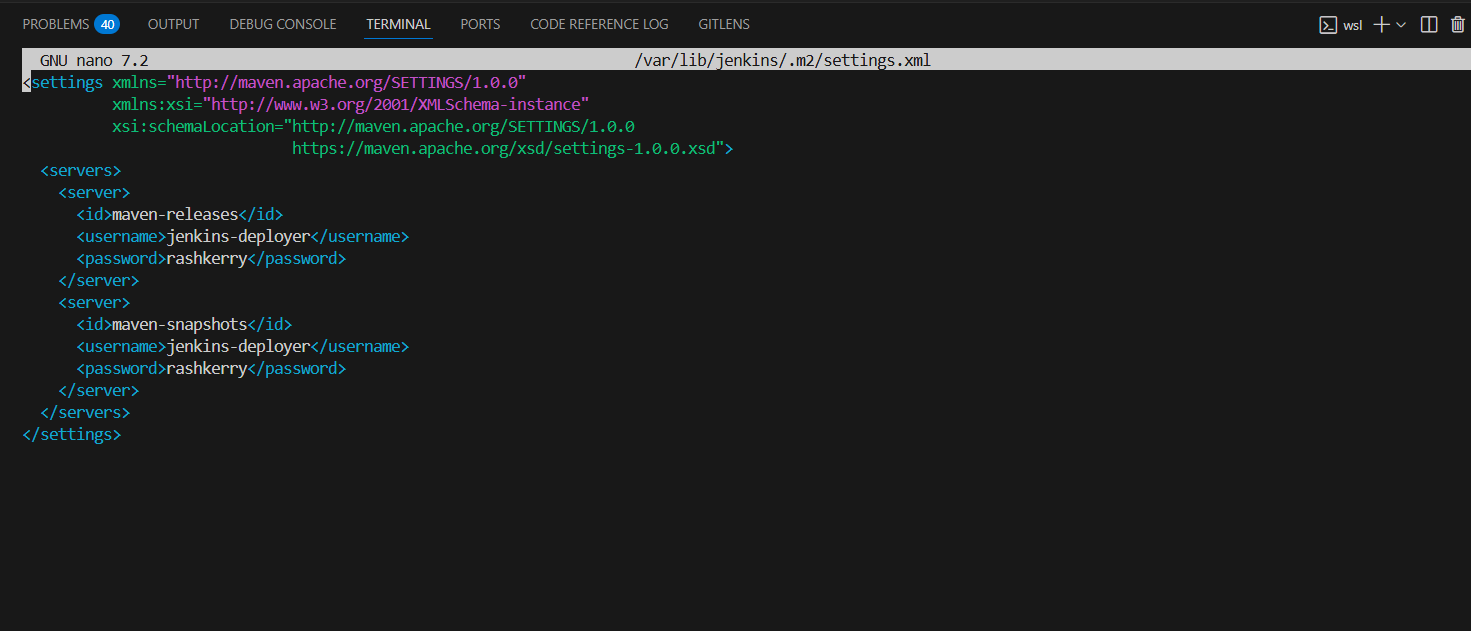 PROBLEMS 40 OUTPUT DEBUG CONSOLE TERMINAL PORTS CODE REFERENCE LOG GITLENS wsl
GNU nano 7.2 /var/lib/jenkins/.m2/settings.xml
<settings xmlns="http://maven.apache.org/SETTINGS/1.0.0"
xmlns:xsi="http://www.w3.org/2001/XMLSchema-instance"
xsi:schemaLocation="http://maven.apache.org/SETTINGS/1.0.0
https://maven.apache.org/xsd/settings-1.0.0.xsd">
<servers>
<server>
<id>maven-releases</id>
<username>jenkins-deployer</username>
<password>rashkerry</password>
</server>
<server>
<id>maven-snapshots</id>
<username>jenkins-deployer</username>
<password>rashkerry</password>
</server>
</servers>
</settings>